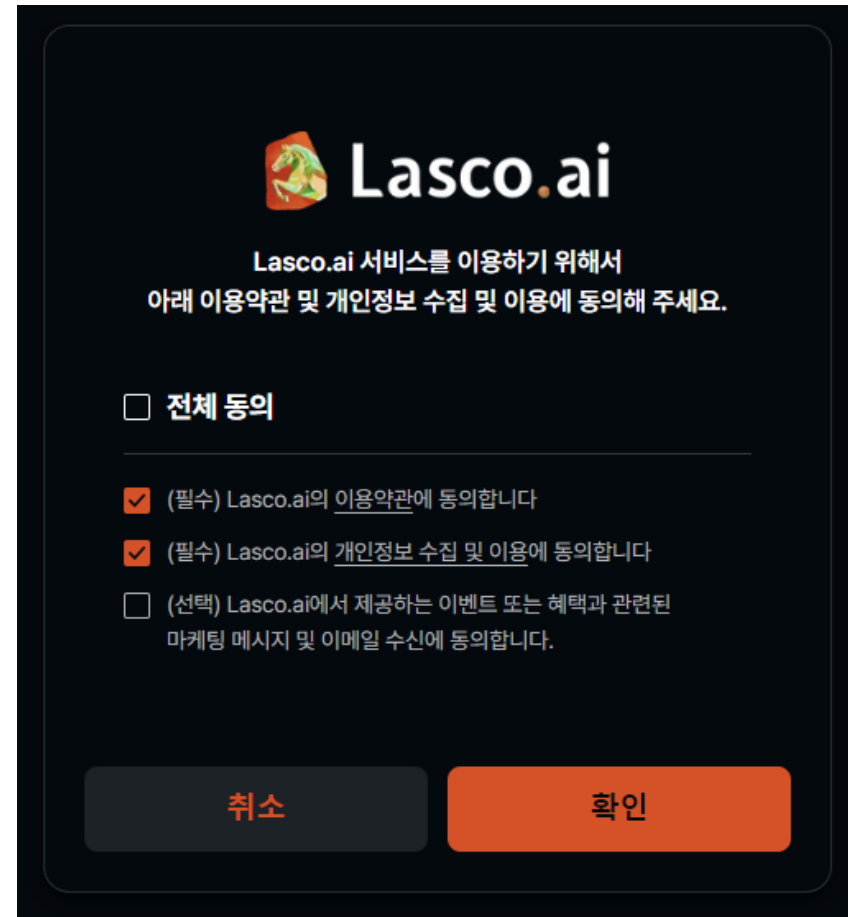 Lasco.ai
Lasco.ai 서비스를 이용하기 위해서
아래 이용약관 및 개인정보 수집 및 이용에 동의해 주세요.
전체 동의
(필수) Lasco.ai의 이용약관에 동의합니다
(필수) Lasco.ai의 개인정보 수집 및 이용에 동의합니다
(선택) Lasco.ai에서 제공하는 이벤트 또는 혜택과 관련된
마케팅 메시지 및 이메일 수신에 동의합니다.
취소
확인